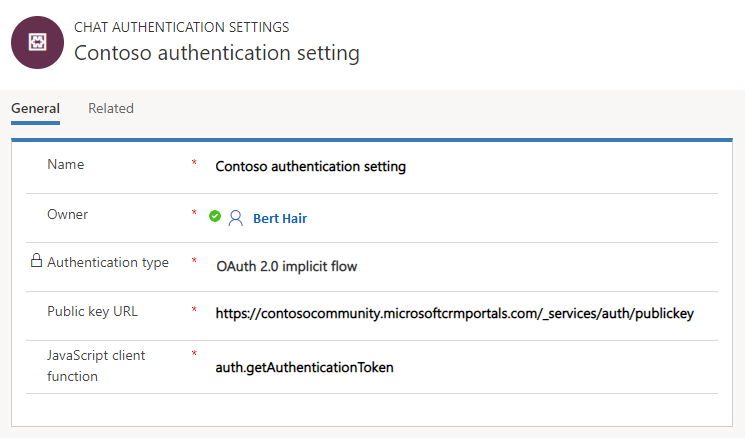 CHAT AUTHENTICATION SETTINGS
Contoso authentication setting
General Related
Name * Contoso authentication setting
Owner * Bert Hair
Authentication type * OAuth 2.0 implicit flow
Public key URL * https://contosocommunity.microsoftcrmportals.com/_services/auth/publickey
JavaScript client
function * auth.getAuthenticationToken